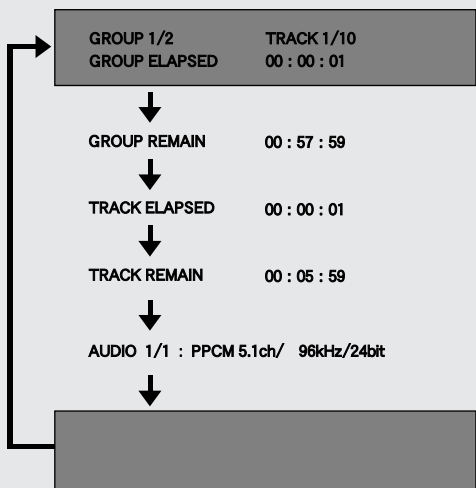 GROUP 1/2 TRACK 1/10
GROUP ELAPSED 00 : 00 : 01
GROUP REMAIN 00 : 57 : 59
TRACK ELAPSED 00 : 00 : 01
TRACK REMAIN 00 : 05 : 59
AUDIO 1/1 : PPCM 5.1ch/ 96kHz/24bit